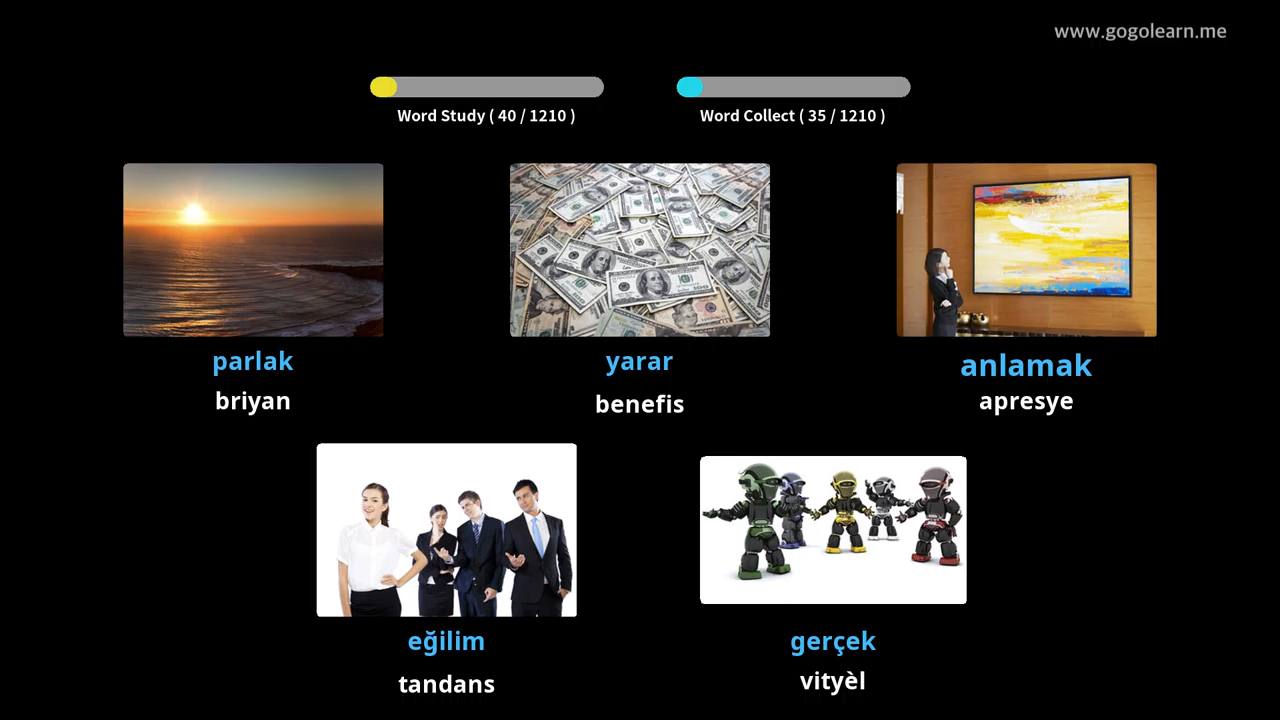 www.gogolearn.me
Word Study ( 40 / 1210 )
Word Collect ( 35 / 1210 )
parlak
briyan
yarar
benefis
anlamak
apresye
eğilim
tandans
gerçek
vityèl